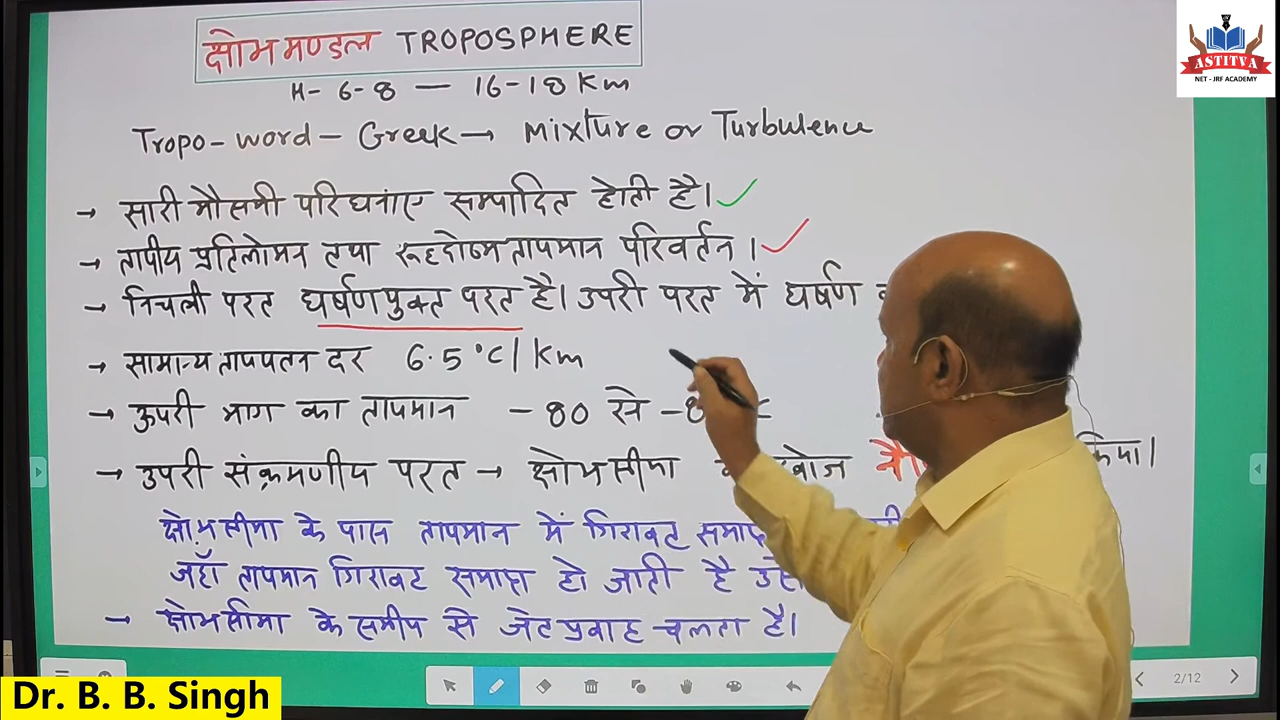 क्षोभमण्डल TROPOSPHERE
ASTITVA
NET - JRF ACADEMY
H- 6-8 — 16-18 Km
Tropo - word - Greek → Mixture or Turbulence
→ सारी मौसमी परिघटनाएं सम्पादित होती है। ✓
→ तापीय प्रतिलोमन तथा रूद्दोष्म तापमान परिवर्तन। ✓
→ निचली परत घर्षणयुक्त परत है। उपरी परत में घर्षण
→ सामान्य तापपतन दर 6.5°C/Km
→ ऊपरी भाग का तापमान -80 से
→ उपरी संक्रमणीय परत → क्षोभसीमा किया।
क्षोभसीमा के पास तापमान में गिरावट
जहाँ तापमान गिरावट समाप्त हो जाती है
→ क्षोभसीमा के समीप से जेटप्रवाह चलता है।
2/12
Dr. B. B. Singh